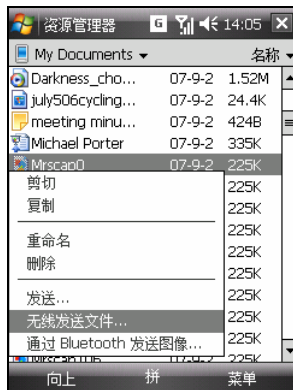 资源管理器 G 14:05
My Documents 名称
Darkness_cho... 07-9-2 1.52M
july506cycling... 07-9-2 24.4K
meeting minu... 07-9-2 424B
Michael Porter 07-9-2 335K
Mrscap0 07-9-2 225K
剪切 225K
复制 225K
重命名 225K
删除 225K
发送... 225K
无线发送文件... 225K
通过 Bluetooth 发送图像... 225K
225K
向上 拼 菜单